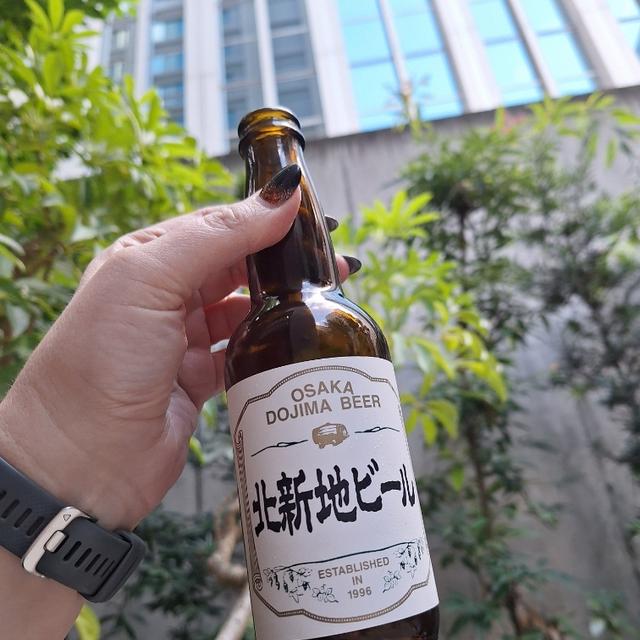 OSAKA
DOJIMA BEER
北新地ビール
ESTABLISHED
IN
1996